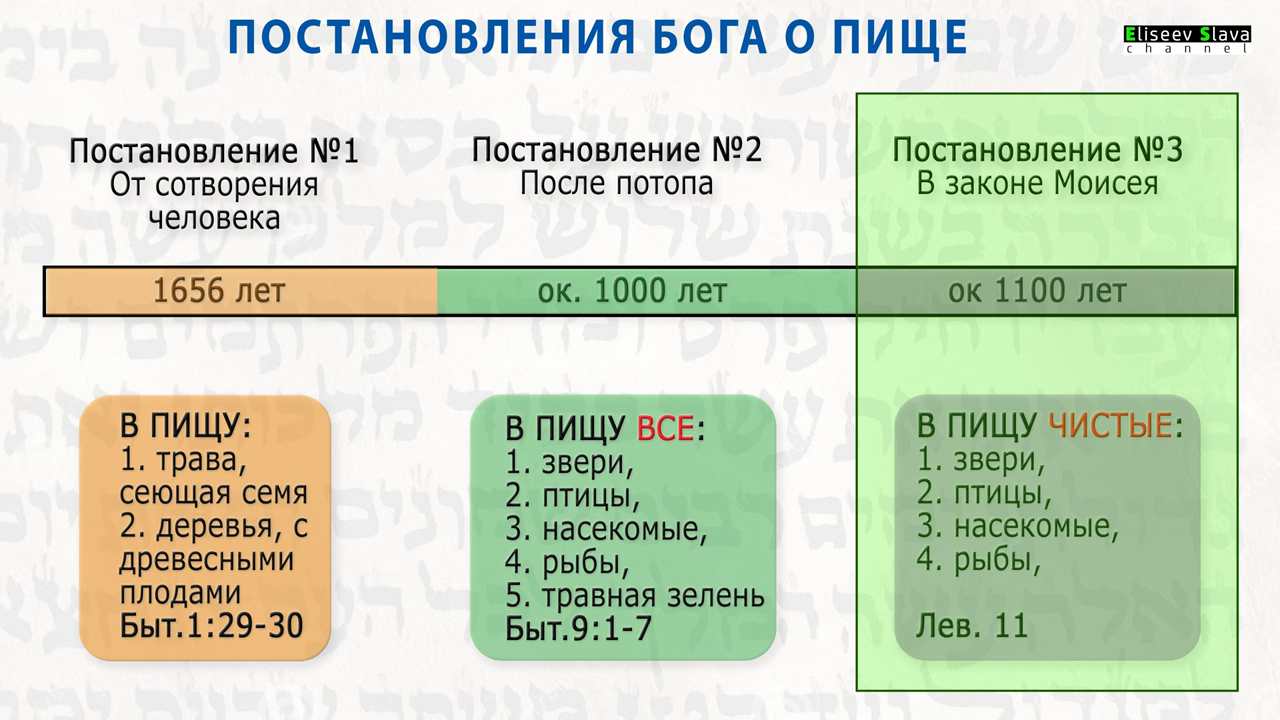 ПОСТАНОВЛЕНИЯ БОГА О ПИЩЕ
Eliseev Slava
channel
Постановление №1
От сотворения
человека
Постановление №2
После потопа
Постановление №3
В законе Моисея
1656 лет
ок. 1000 лет
ок 1100 лет
В ПИЩУ:
1. трава,
сеющая семя
2. деревья, с
древесными
плодами
Быт.1:29-30
В ПИЩУ ВСЕ:
1. звери,
2. птицы,
3. насекомые,
4. рыбы,
5. травная зелень
Быт.9:1-7
В ПИЩУ ЧИСТЫЕ:
1. звери,
2. птицы,
3. насекомые,
4. рыбы,
Лев. 11